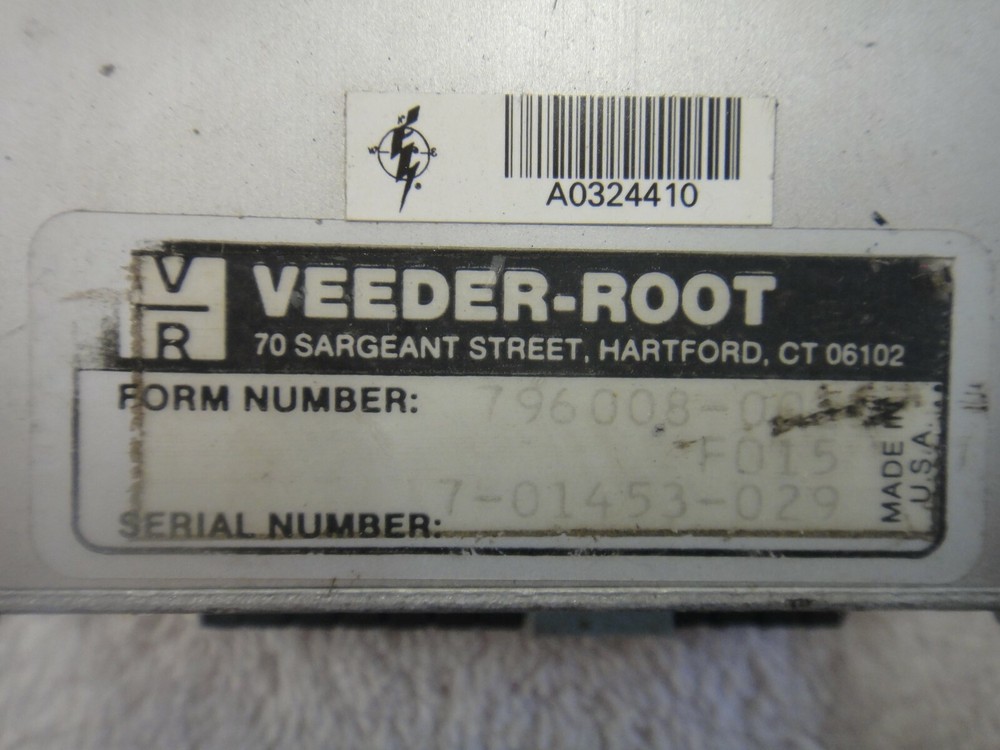 A0324410
V
R
VEEDER-ROOT
70 SARGEANT STREET, HARTFORD, CT 06102
FORM NUMBER:
F015
7-01453-029
SERIAL NUMBER:
MADE IN
U.S.A.